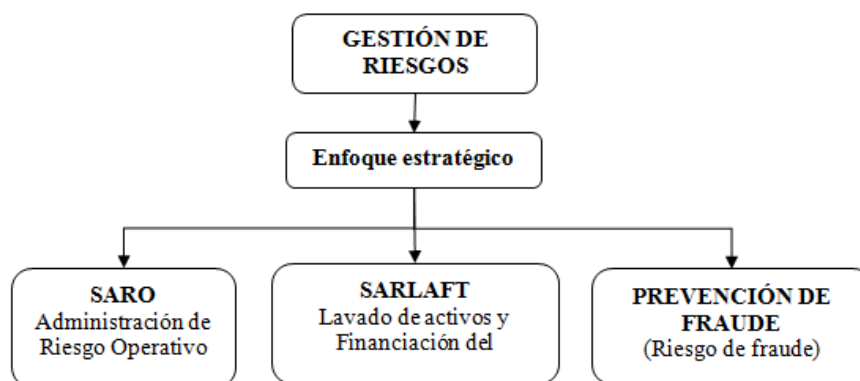 GESTIÓN DE
RIESGOS
Enfoque estratégico
SARO
Administración de
Riesgo Operativo
SARLAFT
Lavado de activos y
Financiación del
PREVENCIÓN DE
FRAUDE
(Riesgo de fraude)